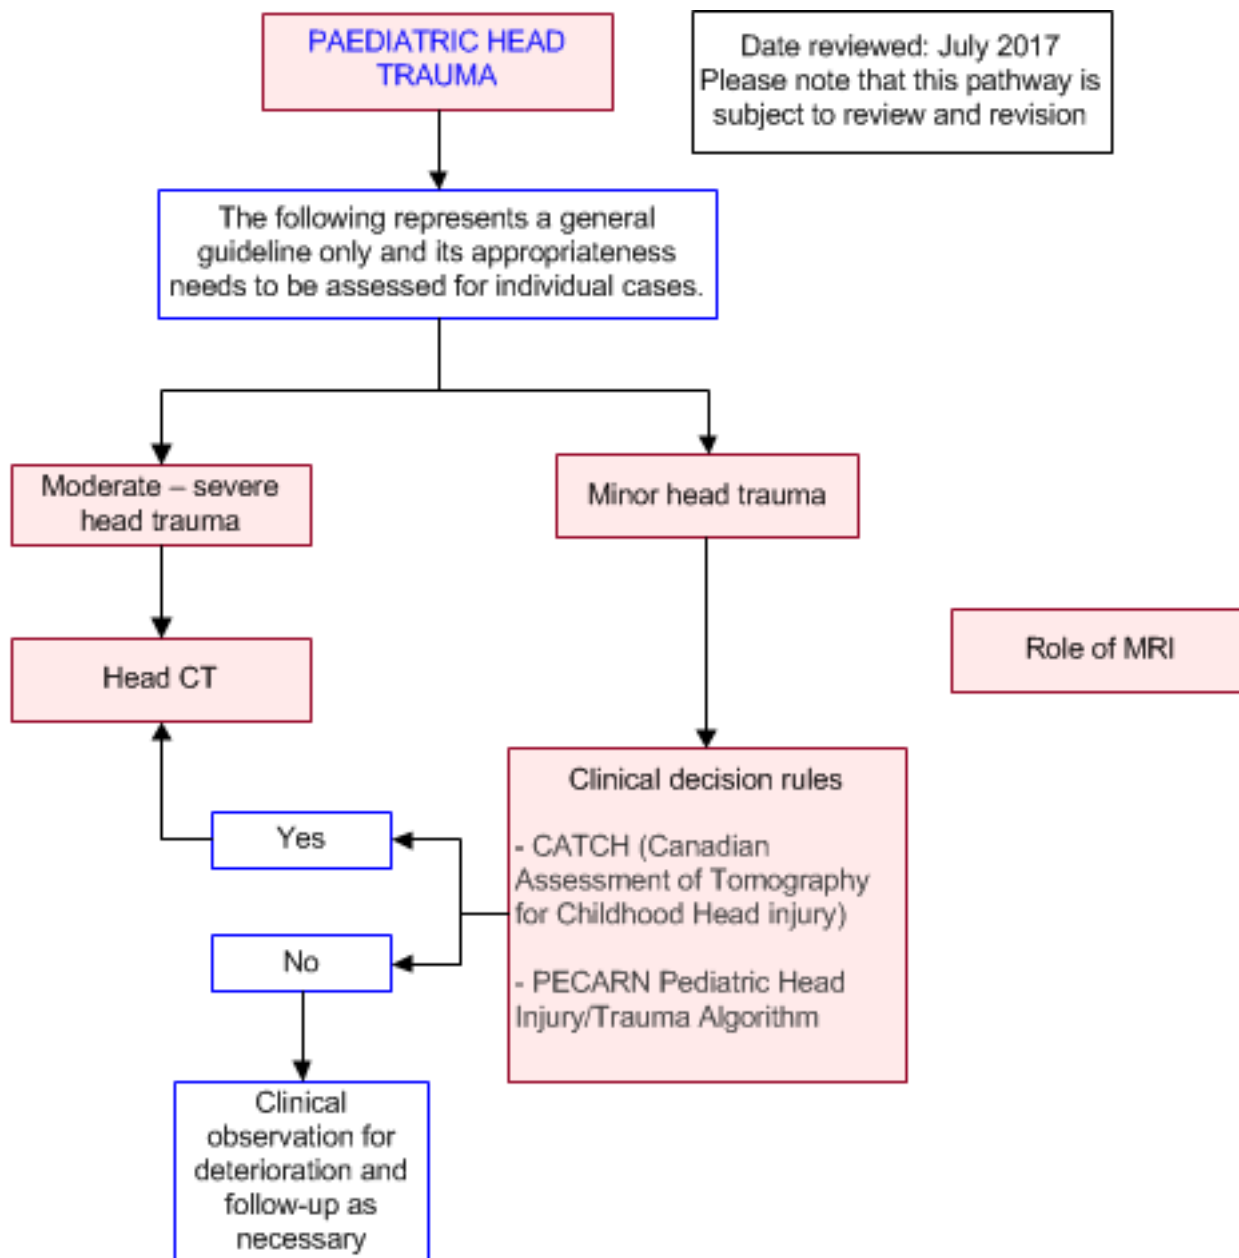 PAEDIATRIC HEAD
TRAUMA
Date reviewed: July 2017
Please note that this pathway is
subject to review and revision
The following represents a general
guideline only and its appropriateness
needs to be assessed for individual cases.
Moderate – severe
head trauma
Minor head trauma
Head CT
Role of MRI
Clinical decision rules
- CATCH (Canadian
Assessment of Tomography
for Childhood Head injury)
- PECARN Pediatric Head
Injury/Trauma Algorithm
Yes
No
Clinical
observation for
deterioration and
follow-up as
necessary